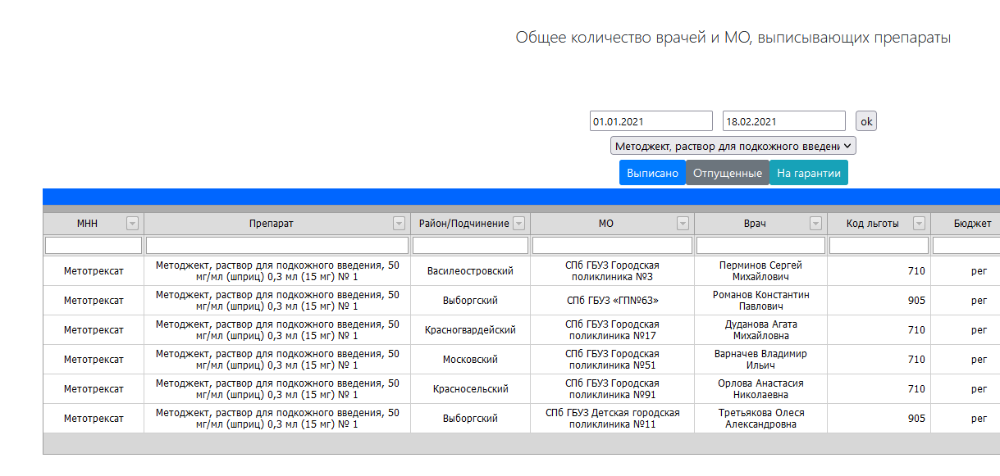 Общее количество врачей и МО, выписывающих препараты
01.01.2021 18.02.2021 ok
Методжект, раствор для подкожного введени
Выписано Отпущенные На гарантии
МНН Препарат Район/Подчинение МО Врач Код льготы Бюджет
Метотрексат Методжект, раствор для подкожного введения, 50 Василеостровский СПб ГБУЗ Городская Перминов Сергей 710 рег
мг/мл (шприц) 0,3 мл (15 мг) № 1 поликлиника №3 Михайлович
Метотрексат Методжект, раствор для подкожного введения, 50 Выборгский СПб ГБУЗ «ГП№63» Романов Константин 905 рег
мг/мл (шприц) 0,3 мл (15 мг) № 1 Павлович
Метотрексат Методжект, раствор для подкожного введения, 50 Красногвардейский СПб ГБУЗ Городская Дуданова Агата 710 рег
мг/мл (шприц) 0,3 мл (15 мг) № 1 поликлиника №17 Михайловна
Метотрексат Методжект, раствор для подкожного введения, 50 Московский СПб ГБУЗ Городская Варначев Владимир 710 рег
мг/мл (шприц) 0,3 мл (15 мг) № 1 поликлиника №51 Ильич
Метотрексат Методжект, раствор для подкожного введения, 50 Красносельский СПб ГБУЗ Городская Орлова Анастасия 710 рег
мг/мл (шприц) 0,3 мл (15 мг) № 1 поликлиника №91 Николаевна
Метотрексат Методжект, раствор для подкожного введения, 50 Выборгский СПб ГБУЗ Детская городская Третьякова Олеся 905 рег
мг/мл (шприц) 0,3 мл (15 мг) № 1 поликлиника №11 Александровна